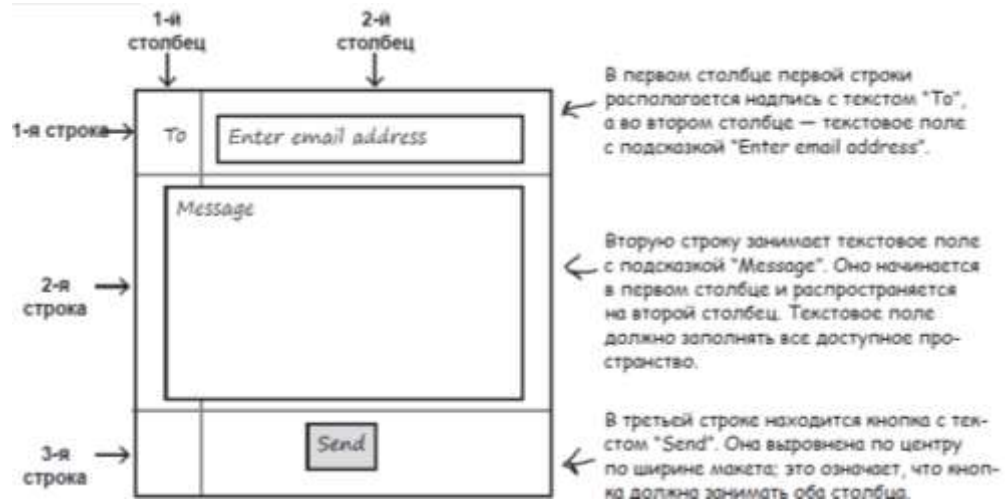 1-й
столбец
2-й
столбец
1-я строка
To
Enter email address
В первом столбце первой строки
располагается надпись с текстом "To",
а во втором столбце — текстовое поле
с подсказкой "Enter email address".
Message
2-я
строка
Вторую строку занимает текстовое поле
с подсказкой "Message". Оно начинается
в первом столбце и распространяется
на второй столбец. Текстовое поле
должно заполнять все доступное про-
странство.
3-я
строка
Send
В третьей строке находится кнопка с тек-
стом "Send". Она выровнена по центру
по ширине макета; это означает, что кноп-
ка должна занимать оба столбца.